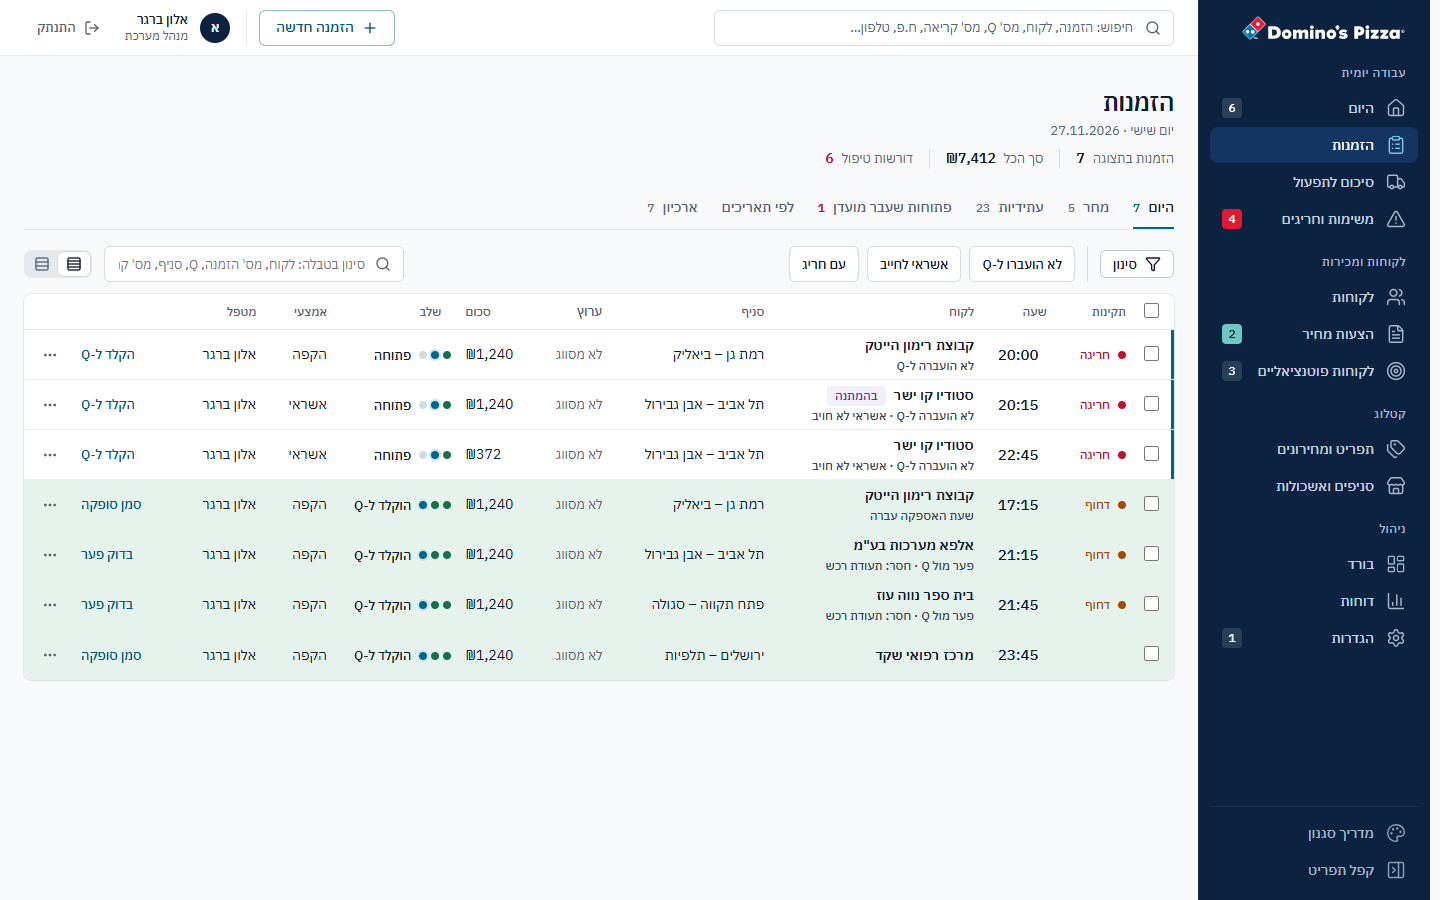 Domino's Pizza
עבודה יומית
היום 6
הזמנות
סיכום לתפעול
משימות וחריגים 4
לקוחות ומכירות
לקוחות
הצעות מחיר 2
לקוחות פוטנציאליים 3
קטלוג
תפריט ומחירונים
סניפים ואשכולות
ניהול
בורד
דוחות
הגדרות 1
מדריך סגנון
קפל תפריט
חיפוש: הזמנה, לקוח, מס' Q, מס' קריאה, ח.פ, טלפון...
הזמנה חדשה
א
אלון ברגר
מנהל מערכת
התנתק
הזמנות
יום שישי · 27.11.2026
הזמנות בתצוגה 7 סך הכל ₪7,412 דורשות טיפול 6
היום 7 מחר 5 עתידיות 23 פתוחות שעבר מועדן 1 לפי תאריכים ארכיון 7
סינון לא הועברו ל-Q אשראי לחייב עם חריג
סינון בטבלה: לקוח, מס' הזמנה, Q, סניף, מס'
תקינות שעה לקוח סניף ערוץ סכום שלב אמצעי מטפל
חריגה 20:00 קבוצת רימון הייטק רמת גן – ביאליק לא מסווג ₪1,240 פתוחה הקפה אלון ברגר הקלד ל-Q
לא הועברה ל-Q
חריגה 20:15 סטודיו קו ישר בהמתנה תל אביב – אבן גבירול לא מסווג ₪1,240 פתוחה אשראי אלון ברגר הקלד ל-Q
לא הועברה ל-Q · אשראי לא חויב
חריגה 22:45 סטודיו קו ישר תל אביב – אבן גבירול לא מסווג ₪372 פתוחה אשראי אלון ברגר הקלד ל-Q
לא הועברה ל-Q · אשראי לא חויב
דחוף 17:15 קבוצת רימון הייטק רמת גן – ביאליק לא מסווג ₪1,240 הוקלד ל-Q הקפה אלון ברגר סמן סופקה
שעת האספקה עברה
דחוף 21:15 אלפא מערכות בע"מ תל אביב – אבן גבירול לא מסווג ₪1,240 הוקלד ל-Q הקפה אלון ברגר בדוק פער
פער מול Q · חסר: תעודת רכש
דחוף 21:45 בית ספר נווה עוז פתח תקווה – סגולה לא מסווג ₪1,240 הוקלד ל-Q הקפה אלון ברגר בדוק פער
פער מול Q · חסר: תעודת רכש
23:45 מרכז רפואי שקד ירושלים – תלפיות לא מסווג ₪1,240 הוקלד ל-Q הקפה אלון ברגר סמן סופקה